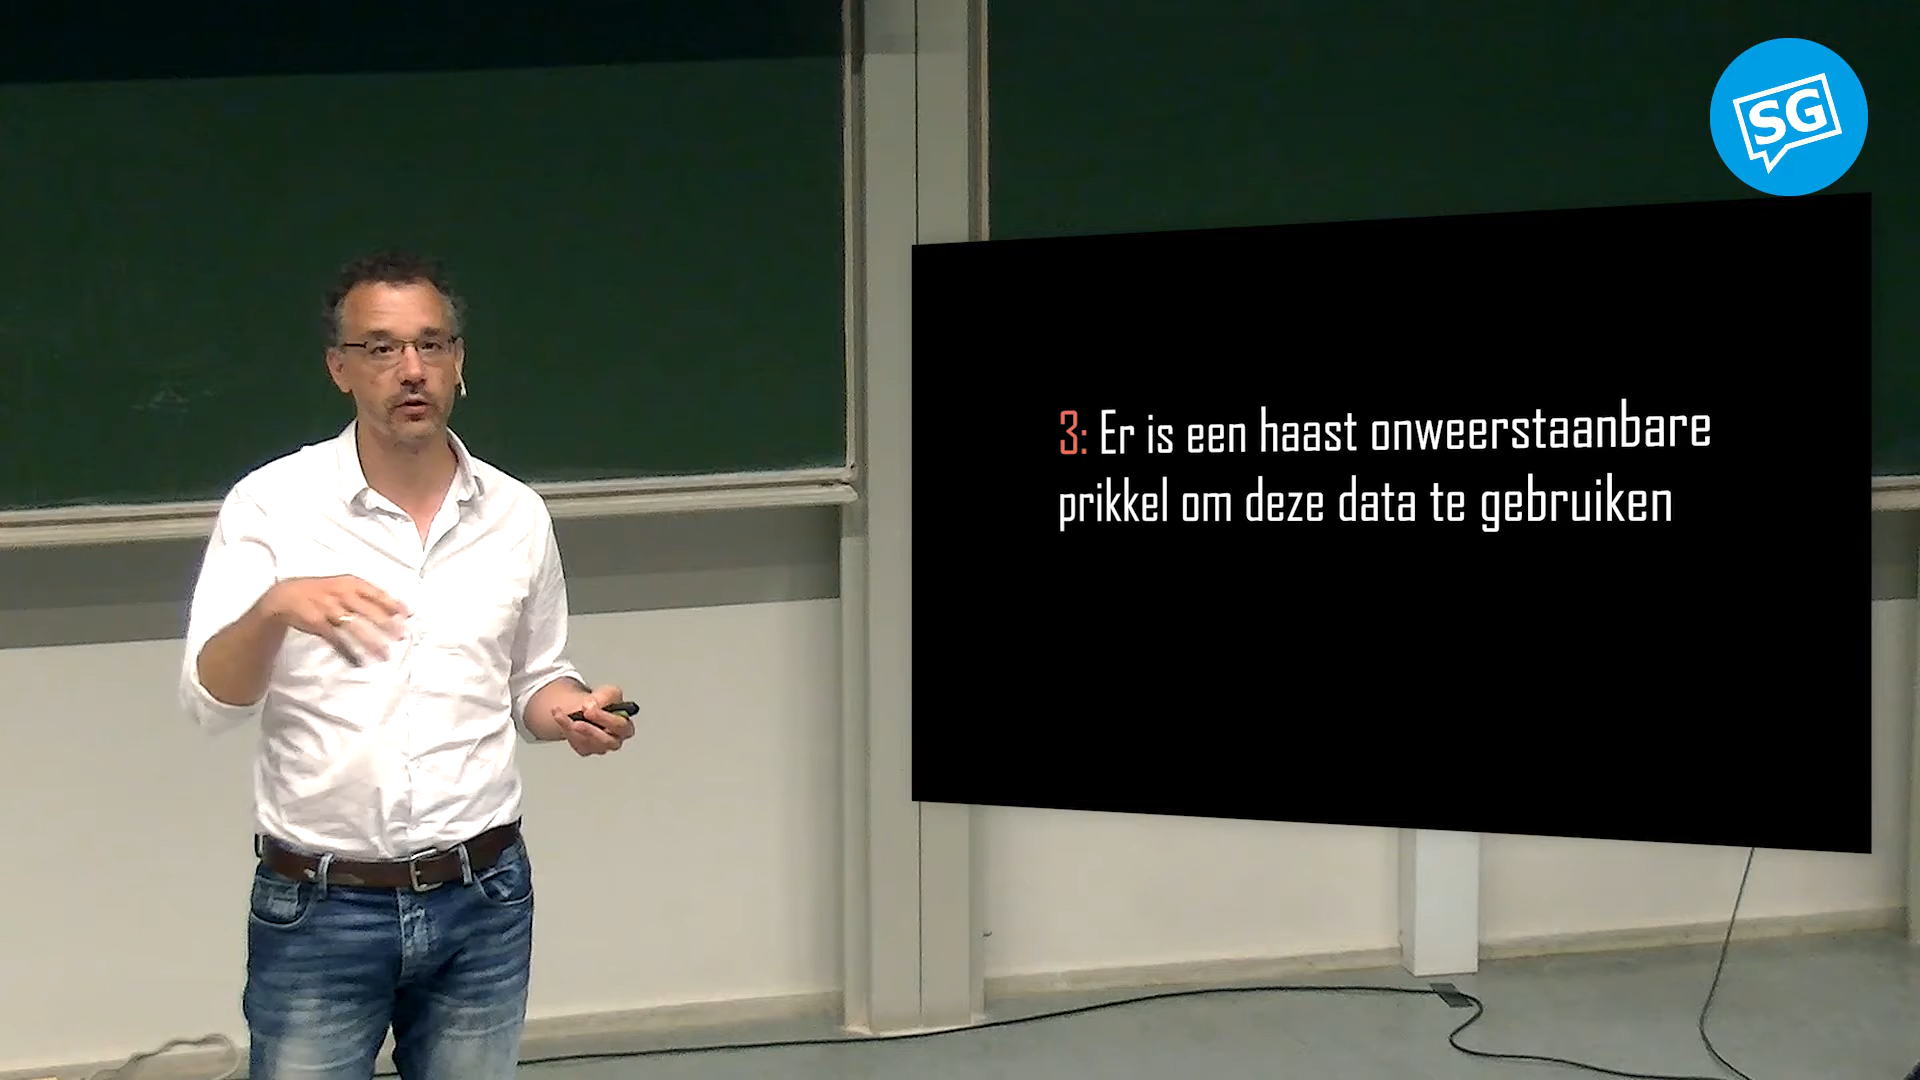 SG
3: Er is een haast onweerstaanbare
prikkel om deze data te gebruiken